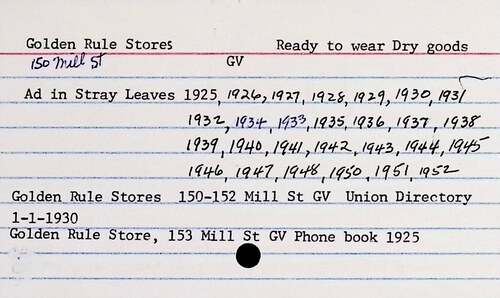 Golden Rule Stores Ready to wear Dry goods
150 Mill St GV
Ad in Stray Leaves 1925, 1926, 1927, 1928, 1929, 1930, 1931
1932, 1934, 1933, 1935, 1936, 1937, 1938
1939, 1940, 1941, 1942, 1943, 1944, 1945
1946, 1947, 1948, 1950, 1951, 1952
Golden Rule Stores 150-152 Mill St GV Union Directory
1-1-1930
Golden Rule Store, 153 Mill St GV Phone book 1925